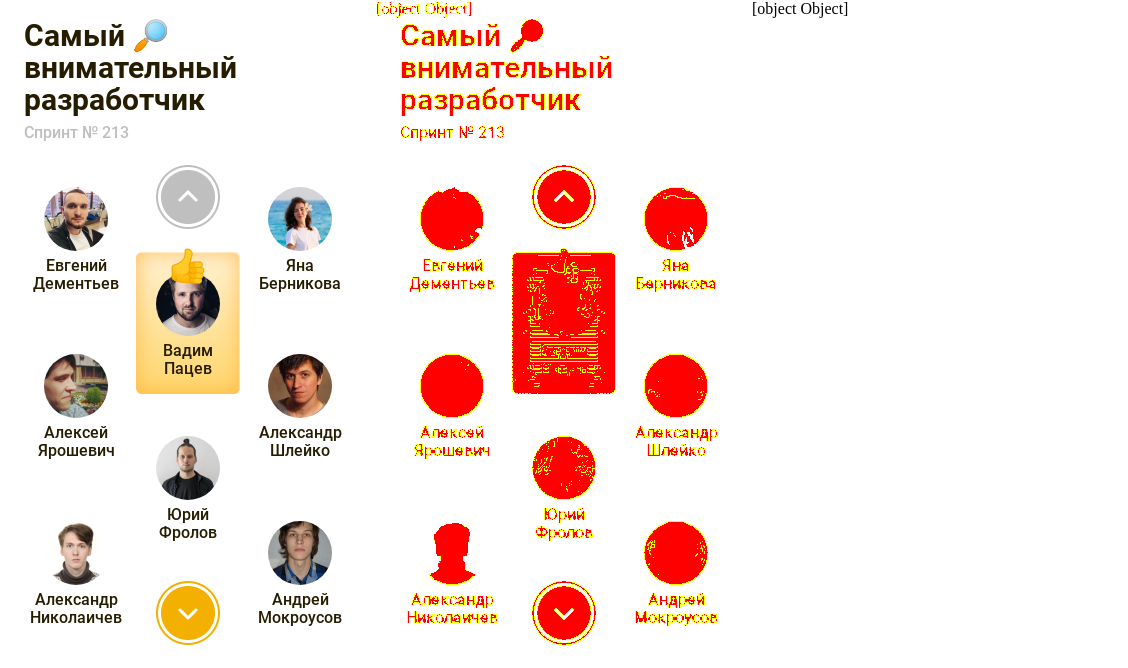 Самый 🔎
внимательный
разработчик
Спринт № 213
Евгений
Дементьев
Яна
Берникова
Вадим
Пацев
Алексей
Ярошевич
Александр
Шлейко
Юрий
Фролов
Александр
Николаичев
Андрей
Мокроусов
[object Object]
Самый
внимательный
разработчик
Спринт № 213
Евгений
Дементьев
Яна
Берникова
Алексей
Ярошевич
Александр
Шлейко
Юрий
Фролов
Александр
Николаичев
Андрей
Мокроусов
[object Object]